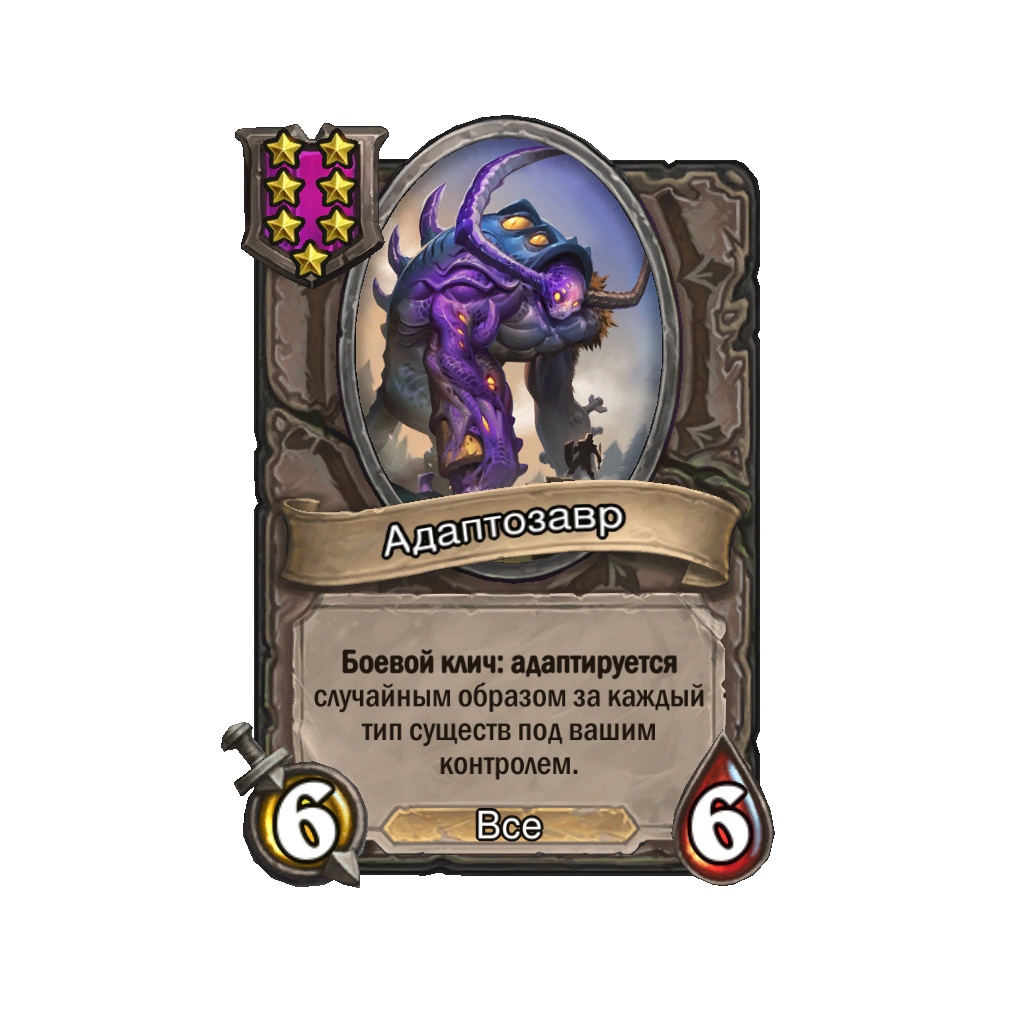 Адаптозавр
Боевой клич: адаптируется
случайным образом за каждый
тип существ под вашим
контролем.
6
Все
6